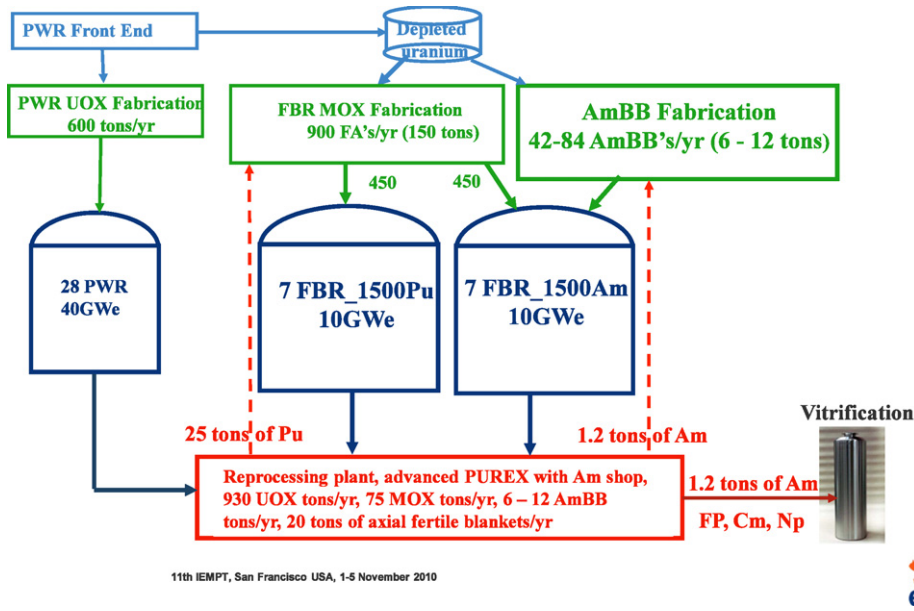 PWR Front End
Depleted
uranium
PWR UOX Fabrication
600 tons/yr
FBR MOX Fabrication
900 FA's/yr (150 tons)
AmBB Fabrication
42-84 AmBB's/yr (6 - 12 tons)
450
450
28 PWR
40GWe
7 FBR_1500Pu
10GWe
7 FBR_1500Am
10GWe
Vitrification
25 tons of Pu
1.2 tons of Am
Reprocessing plant, advanced PUREX with Am shop,
930 UOX tons/yr, 75 MOX tons/yr, 6 – 12 AmBB
tons/yr, 20 tons of axial fertile blankets/yr
1.2 tons of Am
FP, Cm, Np
11th IEMPT, San Francisco USA, 1-5 November 2010